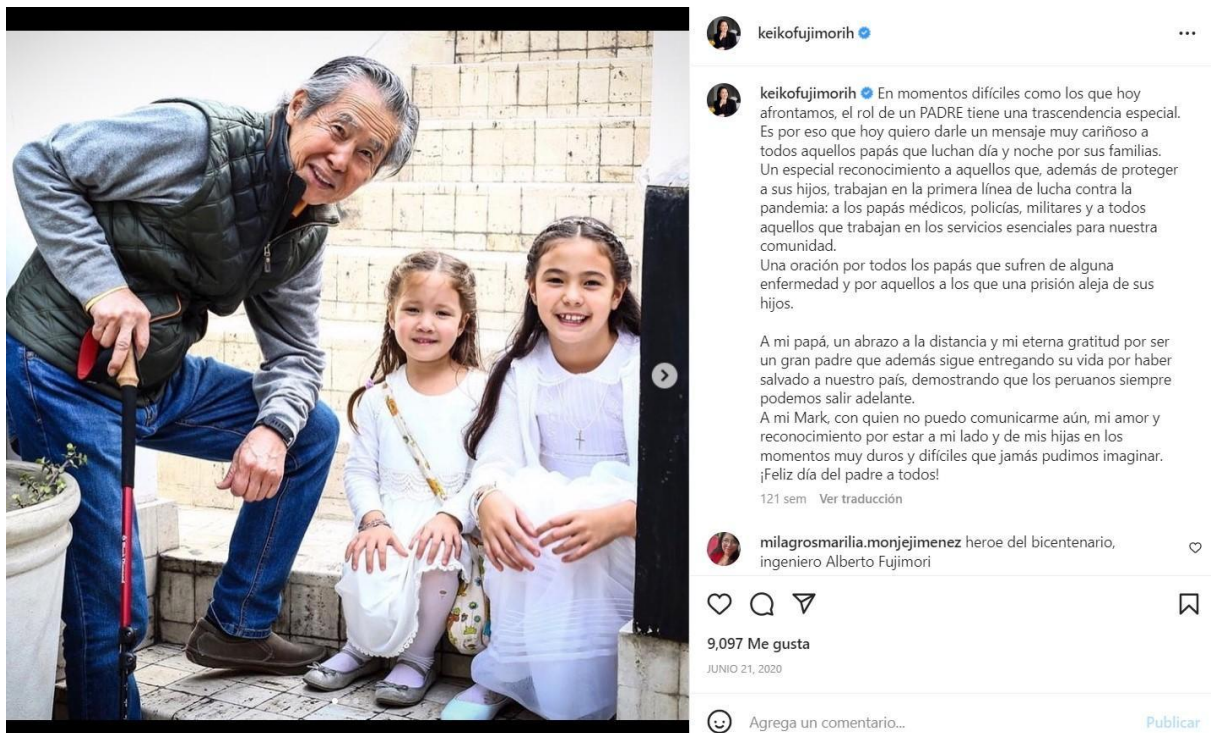 keikofujimorih
keikofujimorih En momentos difíciles como los que hoy
afrontamos, el rol de un PADRE tiene una trascendencia especial.
Es por eso que hoy quiero darle un mensaje muy cariñoso a
todos aquellos papás que luchan día y noche por sus familias.
Un especial reconocimiento a aquellos que, además de proteger
a sus hijos, trabajan en la primera línea de lucha contra la
pandemia: a los papás médicos, policías, militares y a todos
aquellos que trabajan en los servicios esenciales para nuestra
comunidad.
Una oración por todos los papás que sufren de alguna
enfermedad y por aquellos a los que una prisión aleja de sus
hijos.
A mi papá, un abrazo a la distancia y mi eterna gratitud por ser
un gran padre que además sigue entregando su vida por haber
salvado a nuestro país, demostrando que los peruanos siempre
podemos salir adelante.
A mi Mark, con quien no puedo comunicarme aún, mi amor y
reconocimiento por estar a mi lado y de mis hijas en los
momentos muy duros y difíciles que jamás pudimos imaginar.
¡Feliz día del padre a todos!
121 sem Ver traducción
milagrosmarilia.monjejimenez heroe del bicentenario,
ingeniero Alberto Fujimori
9,097 Me gusta
JUNIO 21, 2020
Agrega un comentario... Publicar